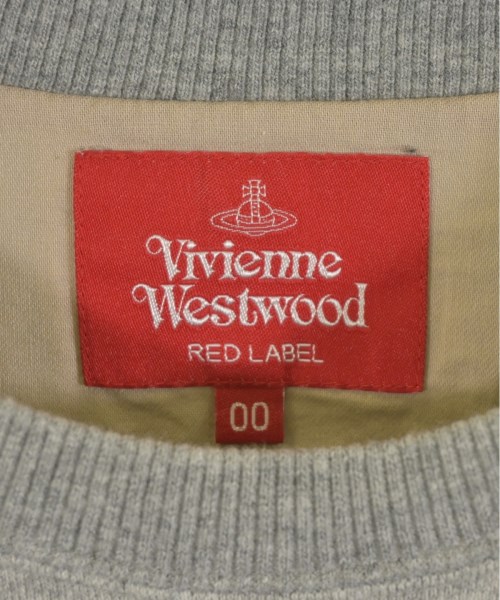 Vivienne
Westwood
RED LABEL
00